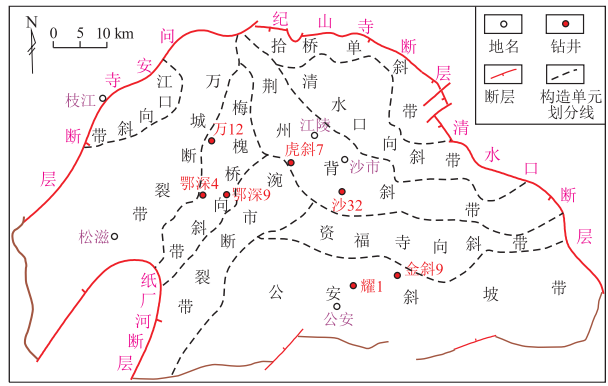 N
0 5 10 km
地名
钻井
断层
构造单元
划分线
问安寺断层
纪山寺断层
拾桥单斜带
江口向斜带
万城断裂带
梅槐桥向斜带
荆州背斜带
清水口向斜带
清水口断层
枝江
江陵
沙市
万12
虎斜7
鄂深4
鄂深9
沙32
松滋
涴市断裂带
资福寺向斜带
纸厂河断层
金斜9
耀1
公安
公安斜坡带